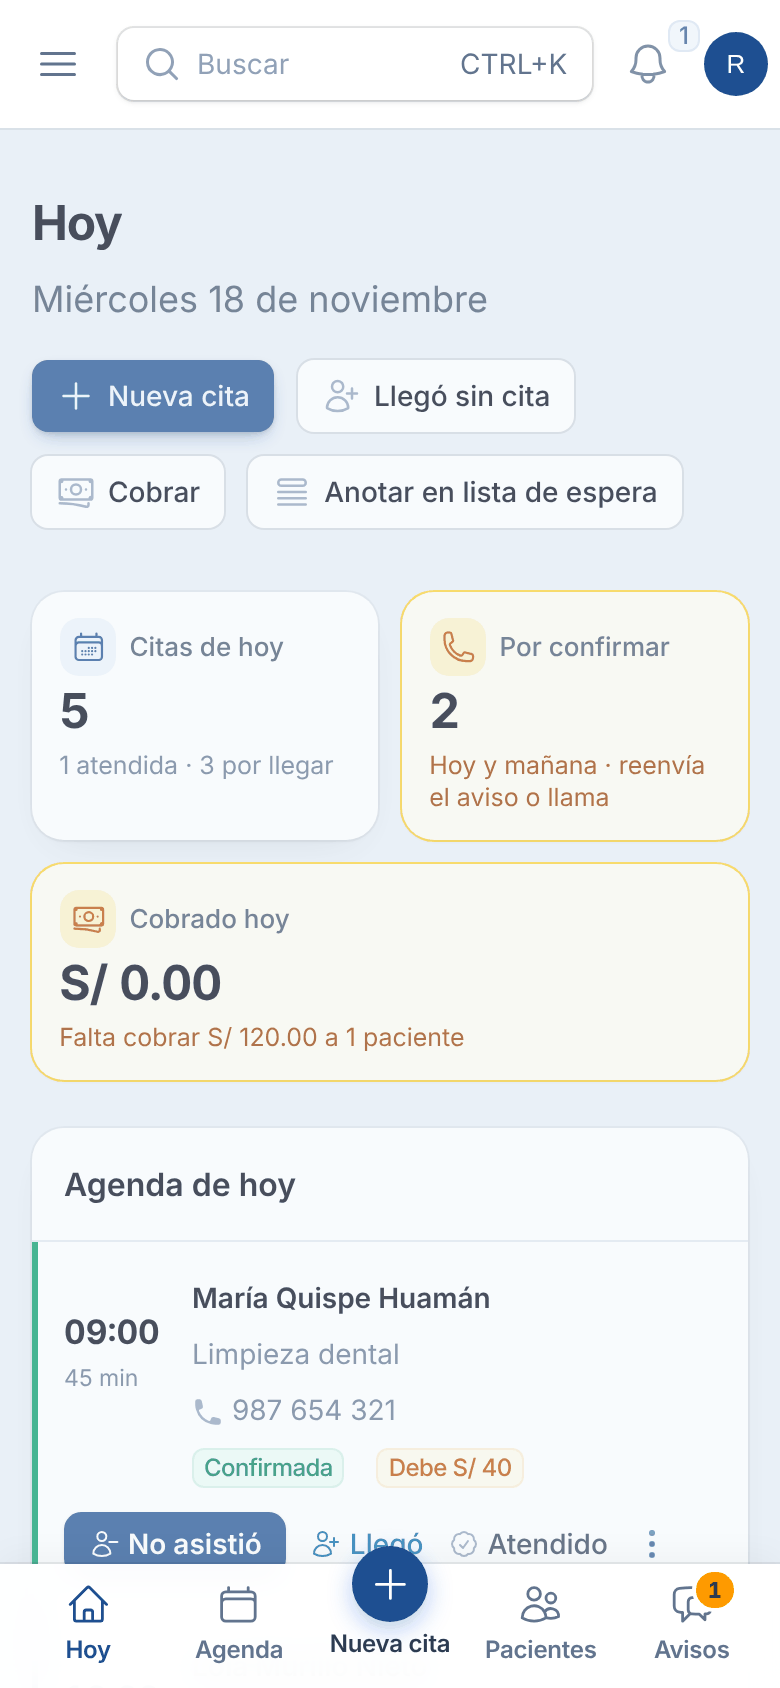 Buscar CTRL+K
1
R
Hoy
Miércoles 18 de noviembre
Nueva cita
Llegó sin cita
Cobrar
Anotar en lista de espera
Citas de hoy
5
1 atendida · 3 por llegar
Por confirmar
2
Hoy y mañana · reenvía
el aviso o llama
Cobrado hoy
S/ 0.00
Falta cobrar S/ 120.00 a 1 paciente
Agenda de hoy
09:00
45 min
María Quispe Huamán
Limpieza dental
987 654 321
Confirmada
Debe S/ 40
No asistió
Llegó
Atendido
Hoy
Agenda
Nueva cita
Pacientes
1
Avisos